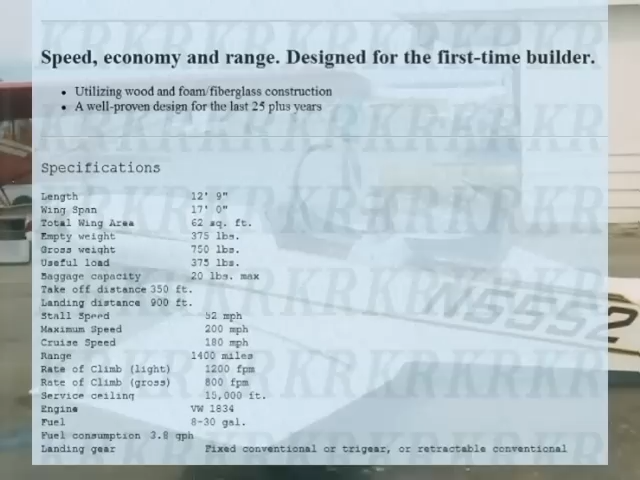 Speed, economy and range. Designed for the first-time builder.
• Utilizing wood and foam/fiberglass construction
• A well-proven design for the last 25 plus years
Specifications
Length 12' 9"
Wing Span 17' 0"
Total Wing Area 62 sq. ft.
Empty weight 375 lbs.
Gross weight 750 lbs.
Useful load 375 lbs.
Baggage capacity 20 lbs. max
Take off distance 350 ft.
Landing distance 900 ft.
Stall Speed 52 mph
Maximum Speed 200 mph
Cruise Speed 180 mph
Range 1400 miles
Rate of Climb (light) 1200 fpm
Rate of Climb (gross) 800 fpm
Service ceiling 15,000 ft.
Engine VW 1834
Fuel 8-30 gal.
Fuel consumption 3.8 gph
Landing gear Fixed conventional or trigear, or retractable conventional
N5552